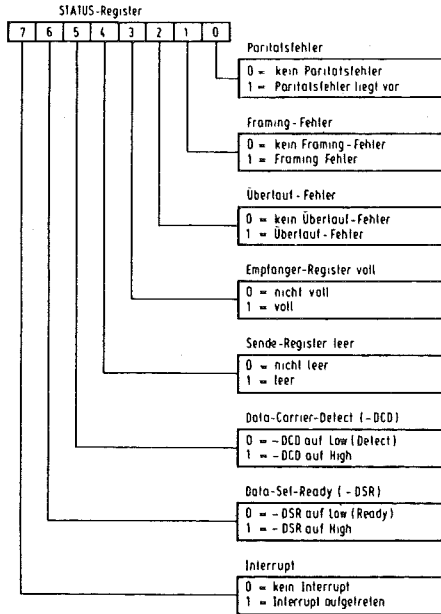 STATUS-Register
7 6 5 4 3 2 1 0
Paritätsfehler
0 = kein Paritätsfehler
1 = Paritätsfehler liegt vor
Framing-Fehler
0 = kein Framing-Fehler
1 = Framing Fehler
Überlauf-Fehler
0 = kein Überlauf-Fehler
1 = Überlauf-Fehler
Empfänger-Register voll
0 = nicht voll
1 = voll
Sende-Register leer
0 = nicht leer
1 = leer
Data-Carrier-Detect (-DCD)
0 = -DCD auf Low (Detect)
1 = -DCD auf High
Data-Set-Ready (-DSR)
0 = -DSR auf Low (Ready)
1 = -DSR auf High
Interrupt
0 = kein Interrupt
1 = Interrupt aufgetreten